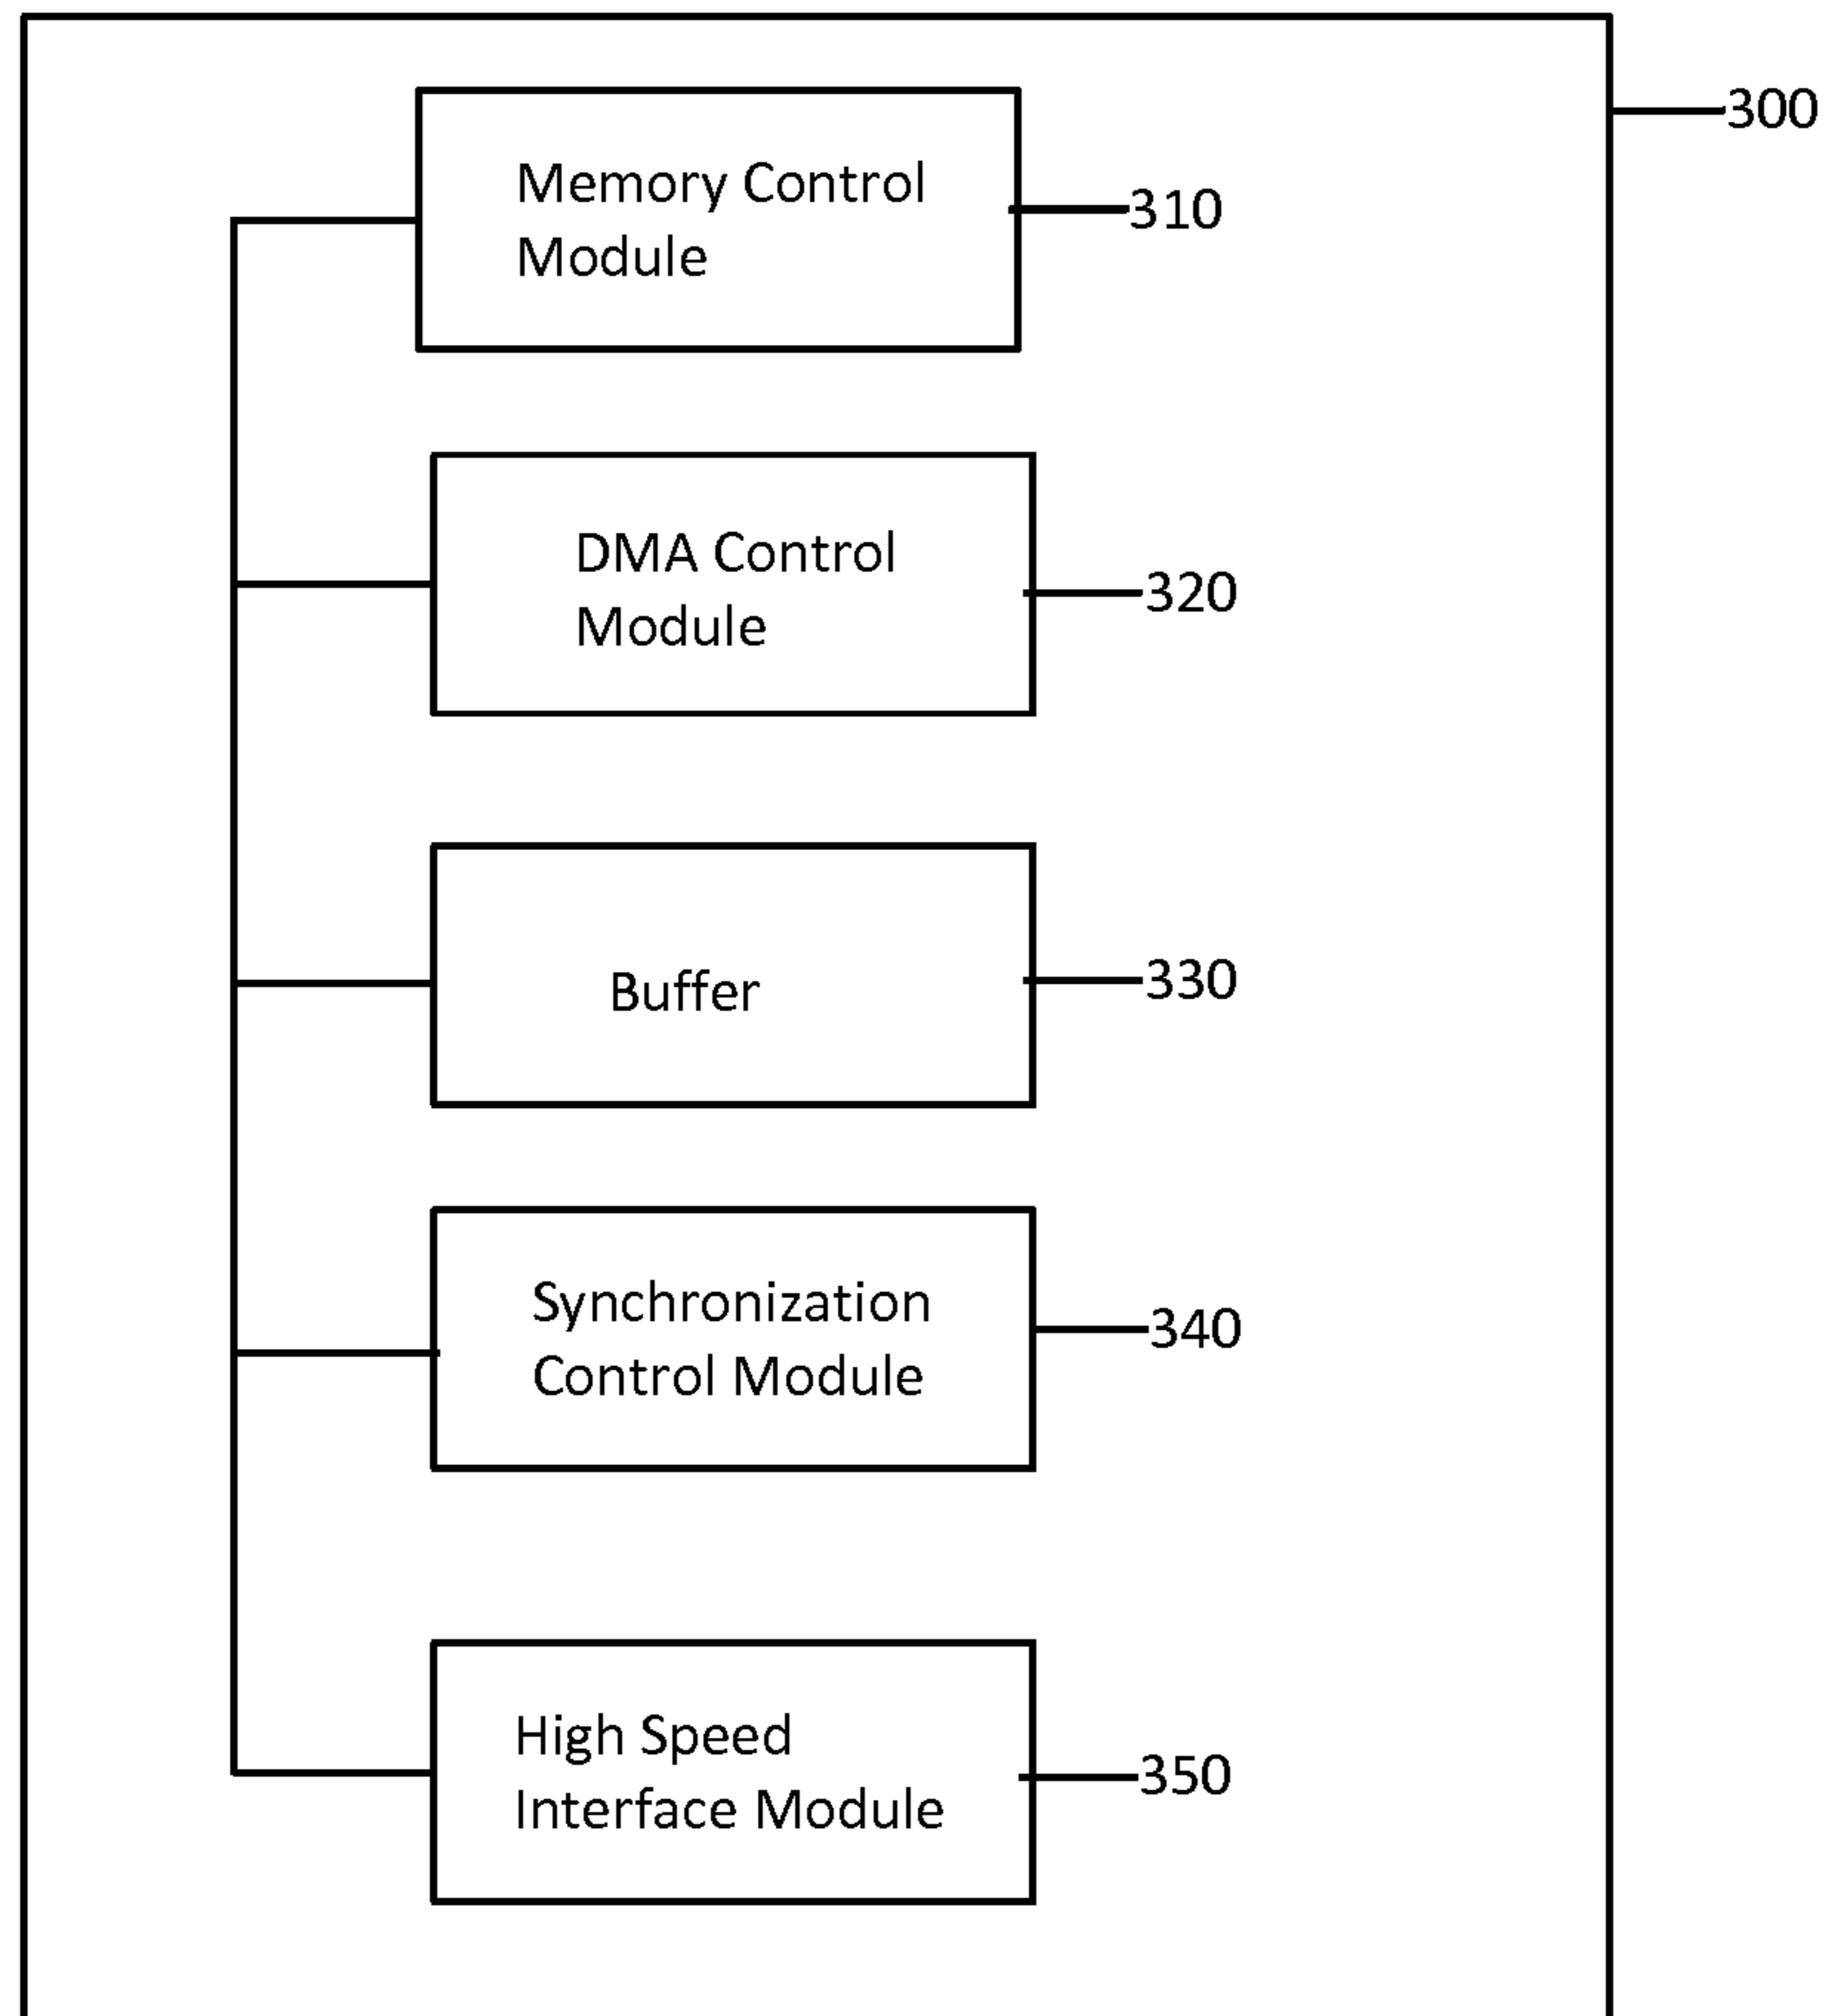 300
Memory Control
Module
310
DMA Control
Module
320
Buffer
330
Synchronization
Control Module
340
High Speed
Interface Module
350